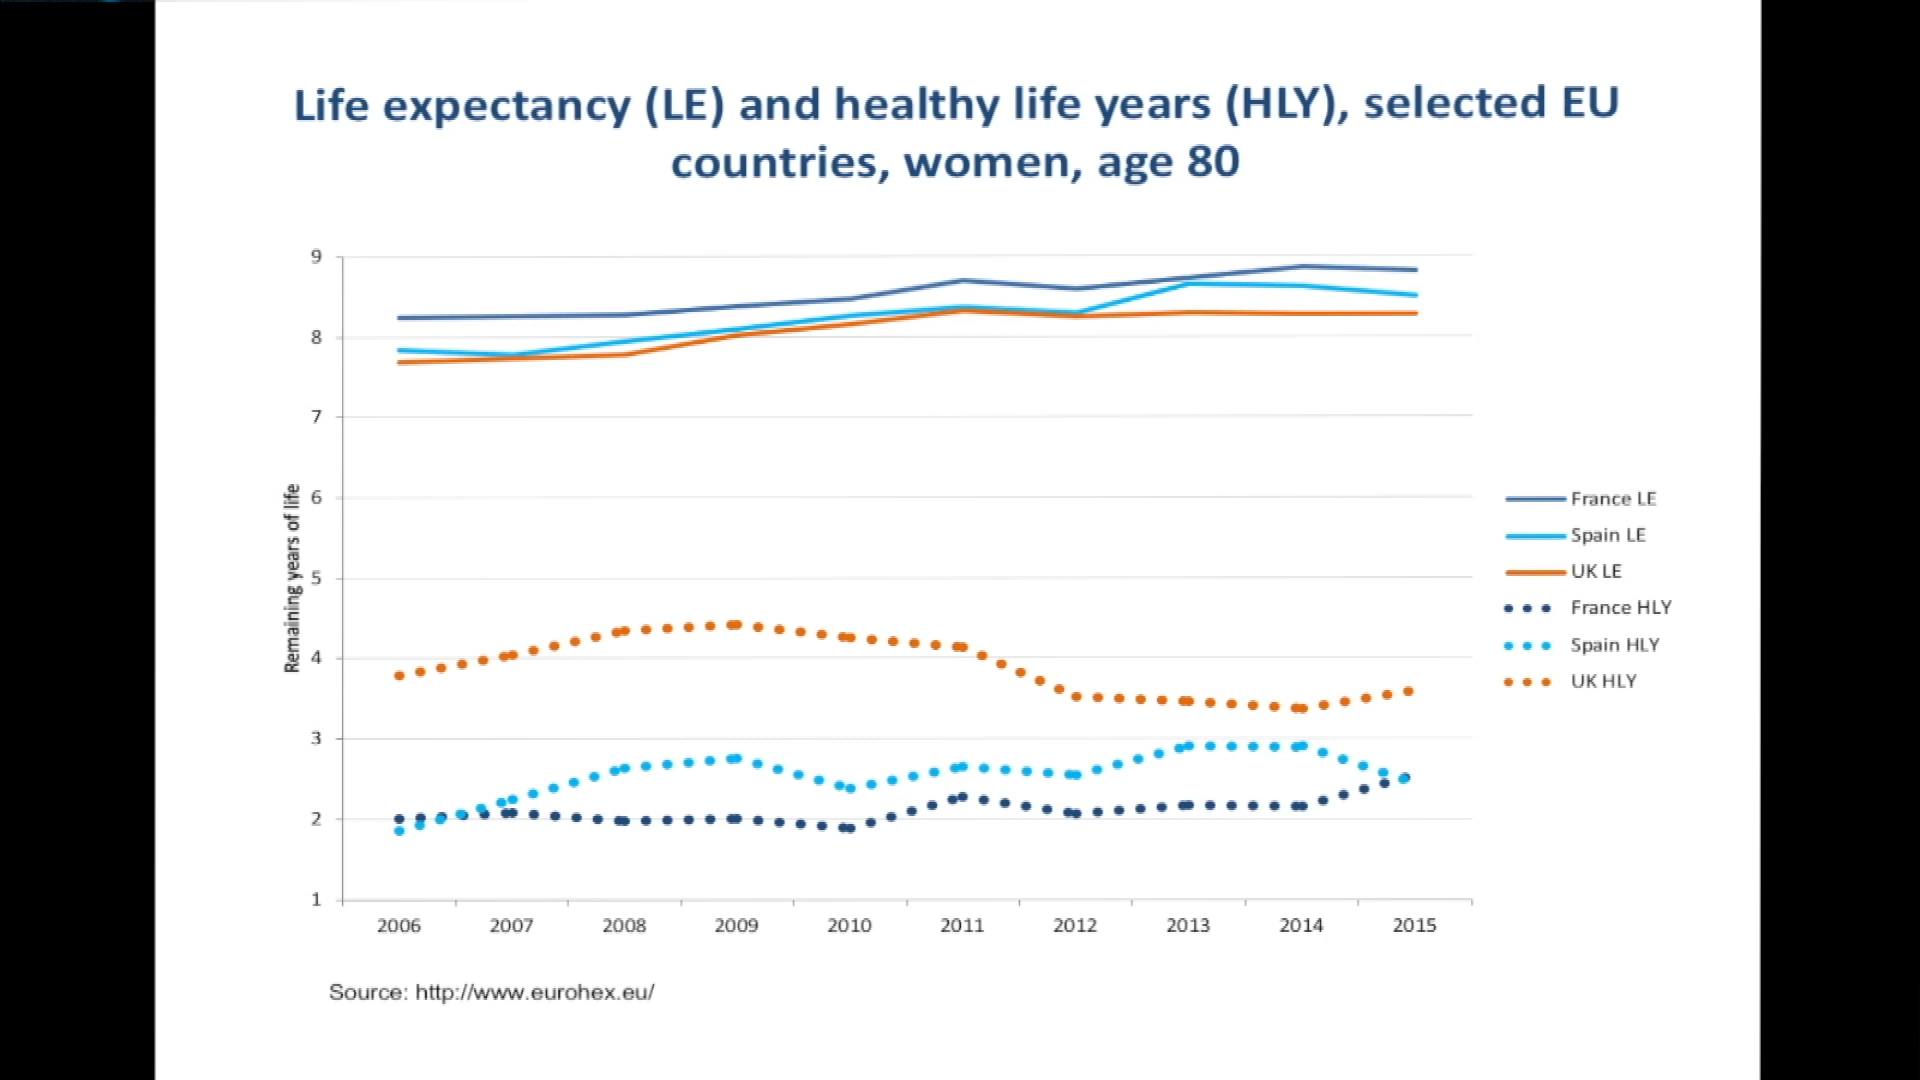 Life expectancy (LE) and healthy life years (HLY), selected EU
countries, women, age 80
9
8
7
6
5
4
3
2
1
Remaining years of life
2006 2007 2008 2009 2010 2011 2012 2013 2014 2015
France LE
Spain LE
UK LE
France HLY
Spain HLY
UK HLY
Source: http://www.eurohex.eu/